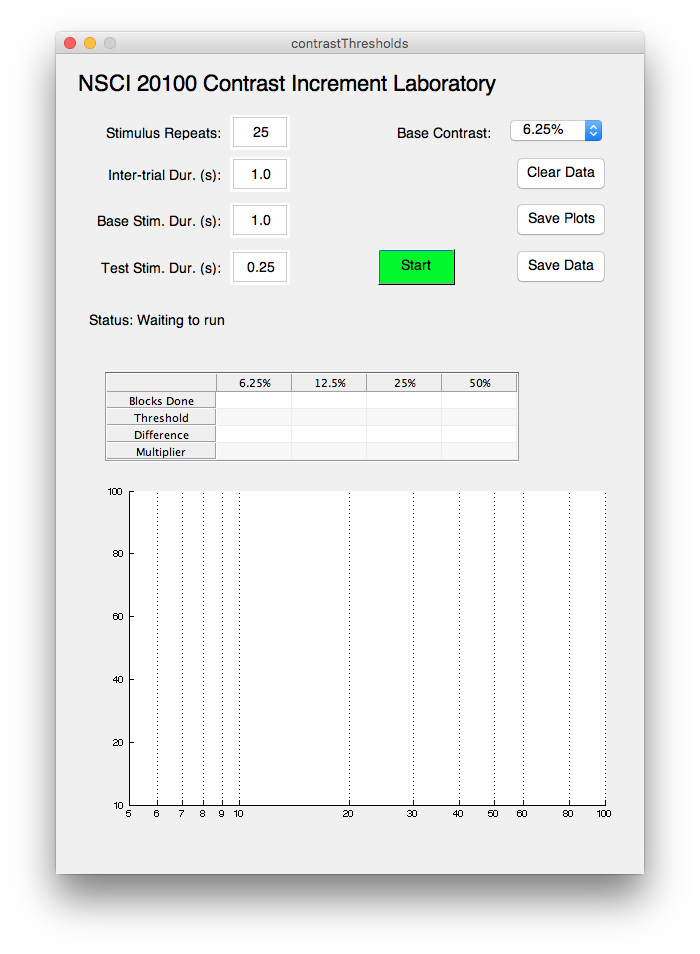 contrastThresholds
NSCI 20100 Contrast Increment Laboratory
Stimulus Repeats: 25 Base Contrast: 6.25%
Inter-trial Dur. (s): 1.0 Clear Data
Base Stim. Dur. (s): 1.0 Save Plots
Test Stim. Dur. (s): 0.25 Start Save Data
Status: Waiting to run
6.25% 12.5% 25% 50%
Blocks Done
Threshold
Difference
Multiplier
100
80
60
40
20
10
5 6 7 8 9 10 20 30 40 50 60 80 100